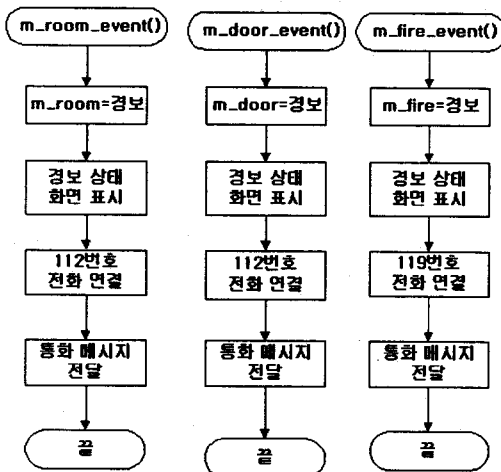 m_room_event()
m_room=경보
경보 상태
화면 표시
112번호
전화 연결
통화 메시지
전달
끝
m_door_event()
m_door=경보
경보 상태
화면 표시
112번호
전화 연결
통화 메시지
전달
끝
m_fire_event()
m_fire=경보
경보 상태
화면 표시
119번호
전화 연결
통화 메시지
전달
끝